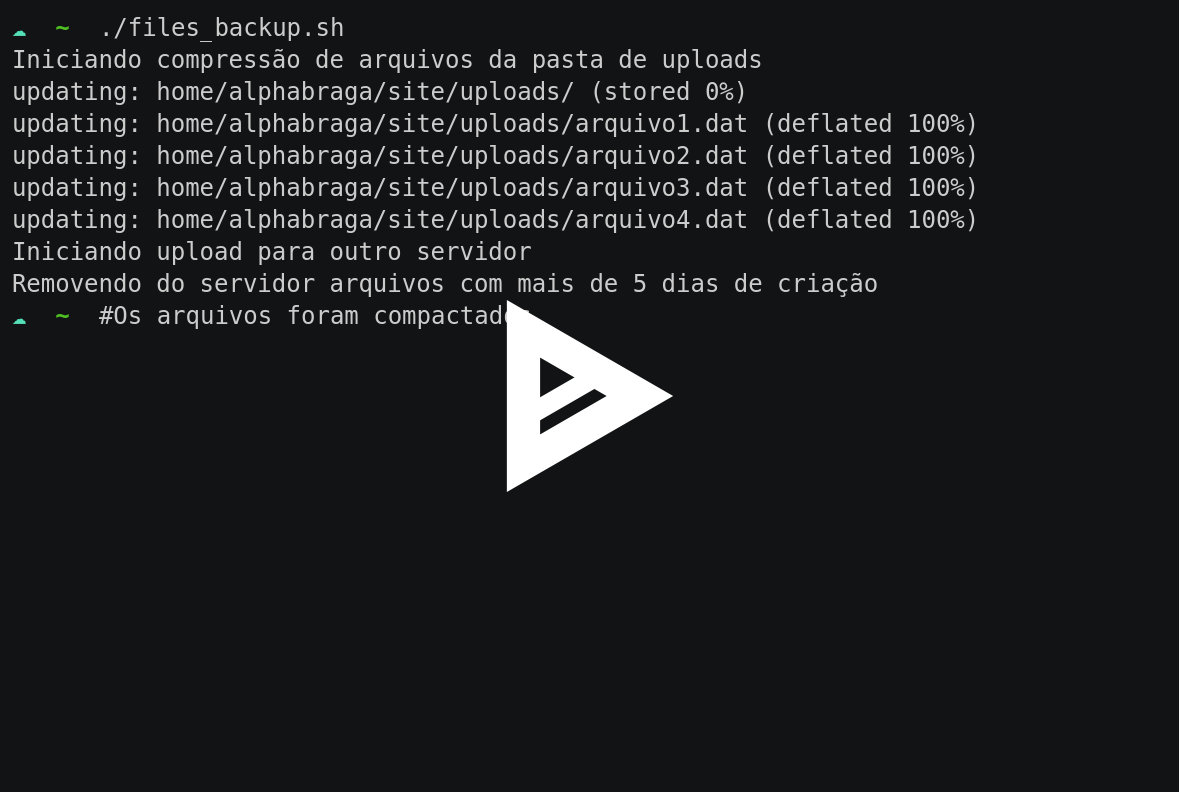 ~ ./files_backup.sh
Iniciando compressão de arquivos da pasta de uploads
updating: home/alphabraga/site/uploads/ (stored 0%)
updating: home/alphabraga/site/uploads/arquivo1.dat (deflated 100%)
updating: home/alphabraga/site/uploads/arquivo2.dat (deflated 100%)
updating: home/alphabraga/site/uploads/arquivo3.dat (deflated 100%)
updating: home/alphabraga/site/uploads/arquivo4.dat (deflated 100%)
Iniciando upload para outro servidor
Removendo do servidor arquivos com mais de 5 dias de criação
~ #Os arquivos foram